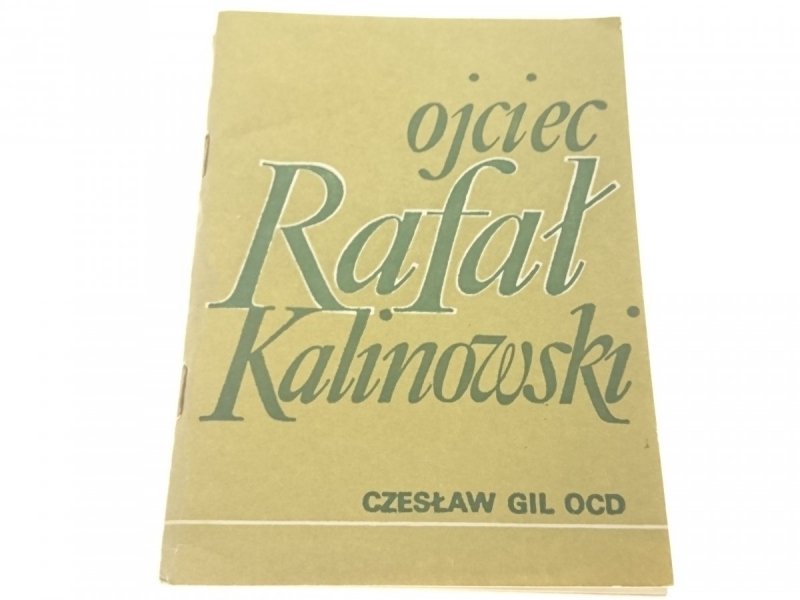 ojciec
Rafał
Kalinowski
CZESŁAW GIL OCD